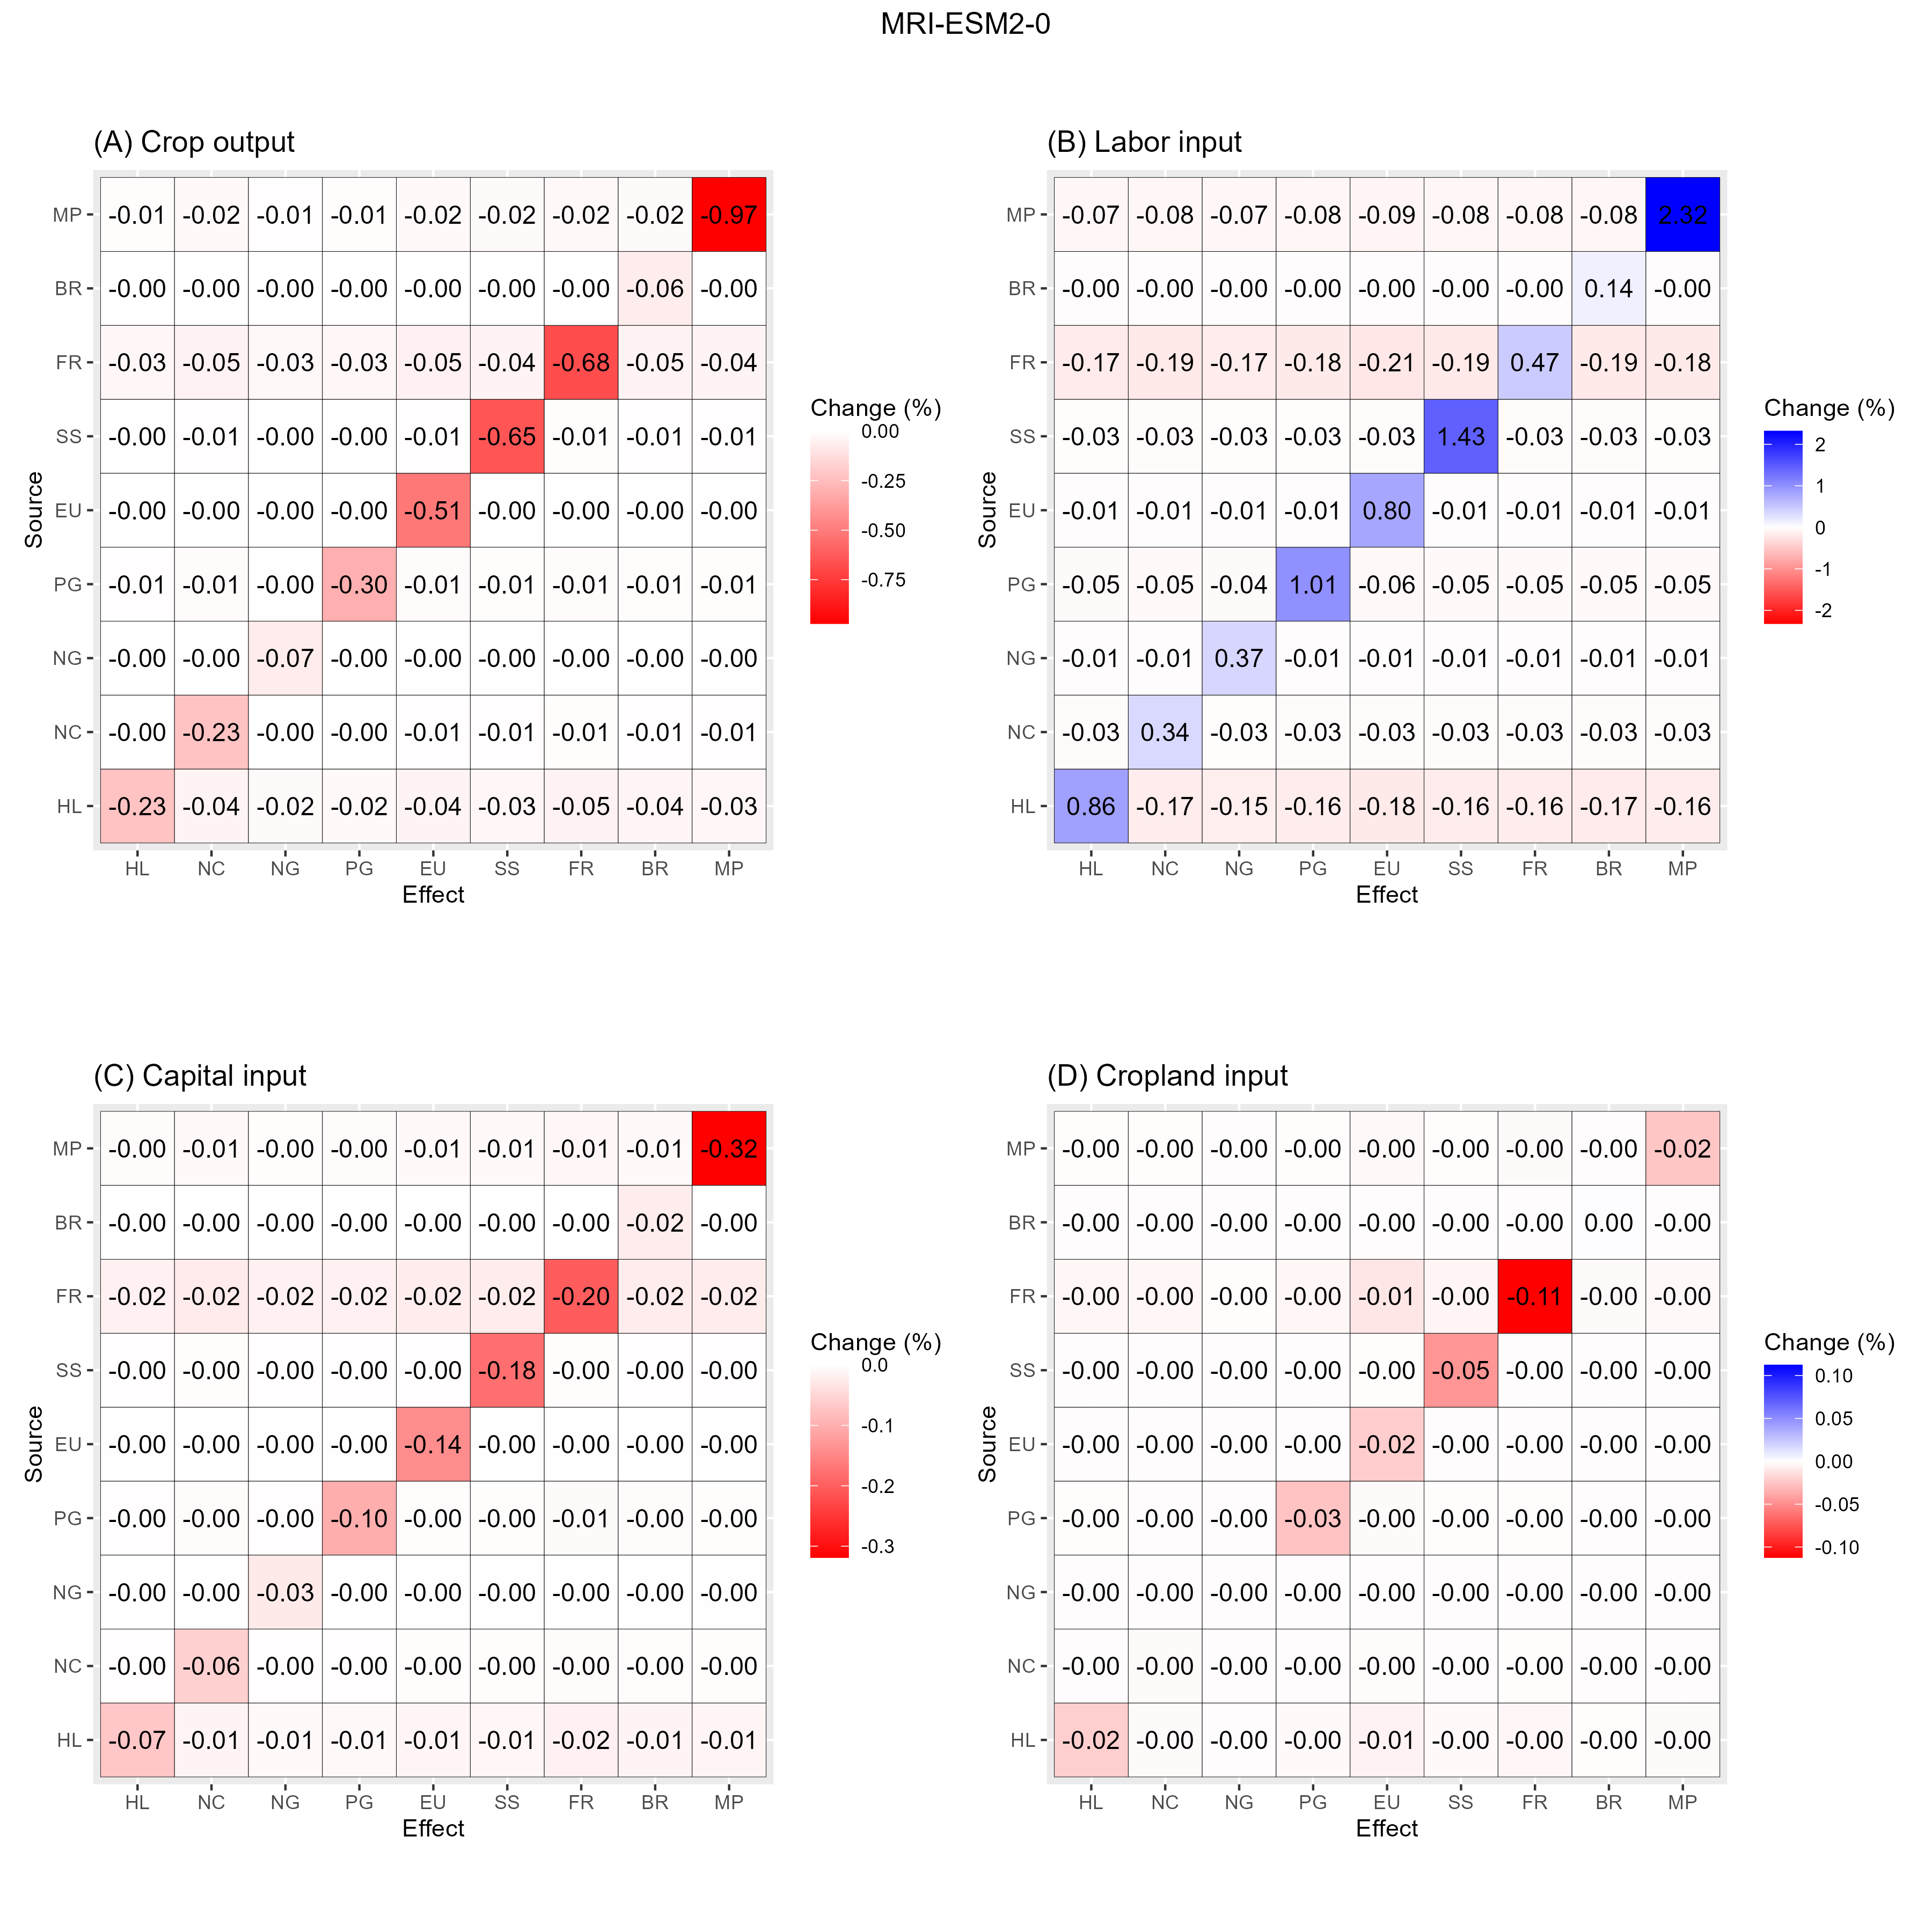 MRI-ESM2-0
(A) Crop output
MP -0.01 -0.02 -0.01 -0.01 -0.02 -0.02 -0.02 -0.02 -0.97
BR -0.00 -0.00 -0.00 -0.00 -0.00 -0.00 -0.00 -0.06 -0.00
FR -0.03 -0.05 -0.03 -0.03 -0.05 -0.04 -0.68 -0.05 -0.04
SS -0.00 -0.01 -0.00 -0.00 -0.01 -0.65 -0.01 -0.01 -0.01
EU -0.00 -0.00 -0.00 -0.00 -0.51 -0.00 -0.00 -0.00 -0.00
PG -0.01 -0.01 -0.00 -0.30 -0.01 -0.01 -0.01 -0.01 -0.01
NG -0.00 -0.00 -0.07 -0.00 -0.00 -0.00 -0.00 -0.00 -0.00
NC -0.00 -0.23 -0.00 -0.00 -0.01 -0.01 -0.01 -0.01 -0.01
HL -0.23 -0.04 -0.02 -0.02 -0.04 -0.03 -0.05 -0.04 -0.03
HL NC NG PG EU SS FR BR MP
Effect
Source
Change (%)
0.00
-0.25
-0.50
-0.75
(B) Labor input
MP -0.07 -0.08 -0.07 -0.08 -0.09 -0.08 -0.08 -0.08 2.32
BR -0.00 -0.00 -0.00 -0.00 -0.00 -0.00 -0.00 0.14 -0.00
FR -0.17 -0.19 -0.17 -0.18 -0.21 -0.19 0.47 -0.19 -0.18
SS -0.03 -0.03 -0.03 -0.03 -0.03 1.43 -0.03 -0.03 -0.03
EU -0.01 -0.01 -0.01 -0.01 0.80 -0.01 -0.01 -0.01 -0.01
PG -0.05 -0.05 -0.04 1.01 -0.06 -0.05 -0.05 -0.05 -0.05
NG -0.01 -0.01 0.37 -0.01 -0.01 -0.01 -0.01 -0.01 -0.01
NC -0.03 0.34 -0.03 -0.03 -0.03 -0.03 -0.03 -0.03 -0.03
HL 0.86 -0.17 -0.15 -0.16 -0.18 -0.16 -0.16 -0.17 -0.16
HL NC NG PG EU SS FR BR MP
Effect
Source
Change (%)
2
1
0
-1
-2
(C) Capital input
MP -0.00 -0.01 -0.00 -0.00 -0.01 -0.01 -0.01 -0.01 -0.32
BR -0.00 -0.00 -0.00 -0.00 -0.00 -0.00 -0.00 -0.02 -0.00
FR -0.02 -0.02 -0.02 -0.02 -0.02 -0.02 -0.20 -0.02 -0.02
SS -0.00 -0.00 -0.00 -0.00 -0.00 -0.18 -0.00 -0.00 -0.00
EU -0.00 -0.00 -0.00 -0.00 -0.14 -0.00 -0.00 -0.00 -0.00
PG -0.00 -0.00 -0.00 -0.10 -0.00 -0.00 -0.01 -0.00 -0.00
NG -0.00 -0.00 -0.03 -0.00 -0.00 -0.00 -0.00 -0.00 -0.00
NC -0.00 -0.06 -0.00 -0.00 -0.00 -0.00 -0.00 -0.00 -0.00
HL -0.07 -0.01 -0.01 -0.01 -0.01 -0.01 -0.02 -0.01 -0.01
HL NC NG PG EU SS FR BR MP
Effect
Source
Change (%)
0.0
-0.1
-0.2
-0.3
(D) Cropland input
MP -0.00 -0.00 -0.00 -0.00 -0.00 -0.00 -0.00 -0.00 -0.02
BR -0.00 -0.00 -0.00 -0.00 -0.00 -0.00 -0.00 0.00 -0.00
FR -0.00 -0.00 -0.00 -0.00 -0.01 -0.00 -0.11 -0.00 -0.00
SS -0.00 -0.00 -0.00 -0.00 -0.00 -0.05 -0.00 -0.00 -0.00
EU -0.00 -0.00 -0.00 -0.00 -0.02 -0.00 -0.00 -0.00 -0.00
PG -0.00 -0.00 -0.00 -0.03 -0.00 -0.00 -0.00 -0.00 -0.00
NG -0.00 -0.00 -0.00 -0.00 -0.00 -0.00 -0.00 -0.00 -0.00
NC -0.00 -0.00 -0.00 -0.00 -0.00 -0.00 -0.00 -0.00 -0.00
HL -0.02 -0.00 -0.00 -0.00 -0.01 -0.00 -0.00 -0.00 -0.00
HL NC NG PG EU SS FR BR MP
Effect
Source
Change (%)
0.10
0.05
0.00
-0.05
-0.10